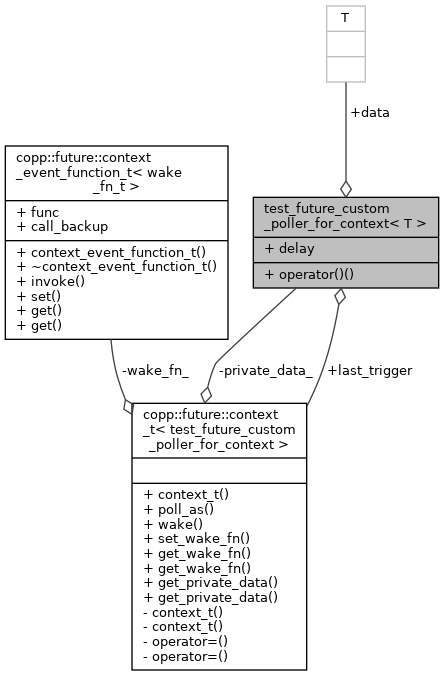 T
+data
copp::future::context
_event_function_t< wake
_fn_t >
+ func
+ call_backup
+ context_event_function_t()
+ ~context_event_function_t()
+ invoke()
+ set()
+ get()
+ get()
test_future_custom
_poller_for_context< T >
+ delay
+ operator()()
-wake_fn_
-private_data_
+last_trigger
copp::future::context
_t< test_future_custom
_poller_for_context >
+ context_t()
+ poll_as()
+ wake()
+ set_wake_fn()
+ get_wake_fn()
+ get_wake_fn()
+ get_private_data()
+ get_private_data()
- context_t()
- context_t()
- operator=()
- operator=()